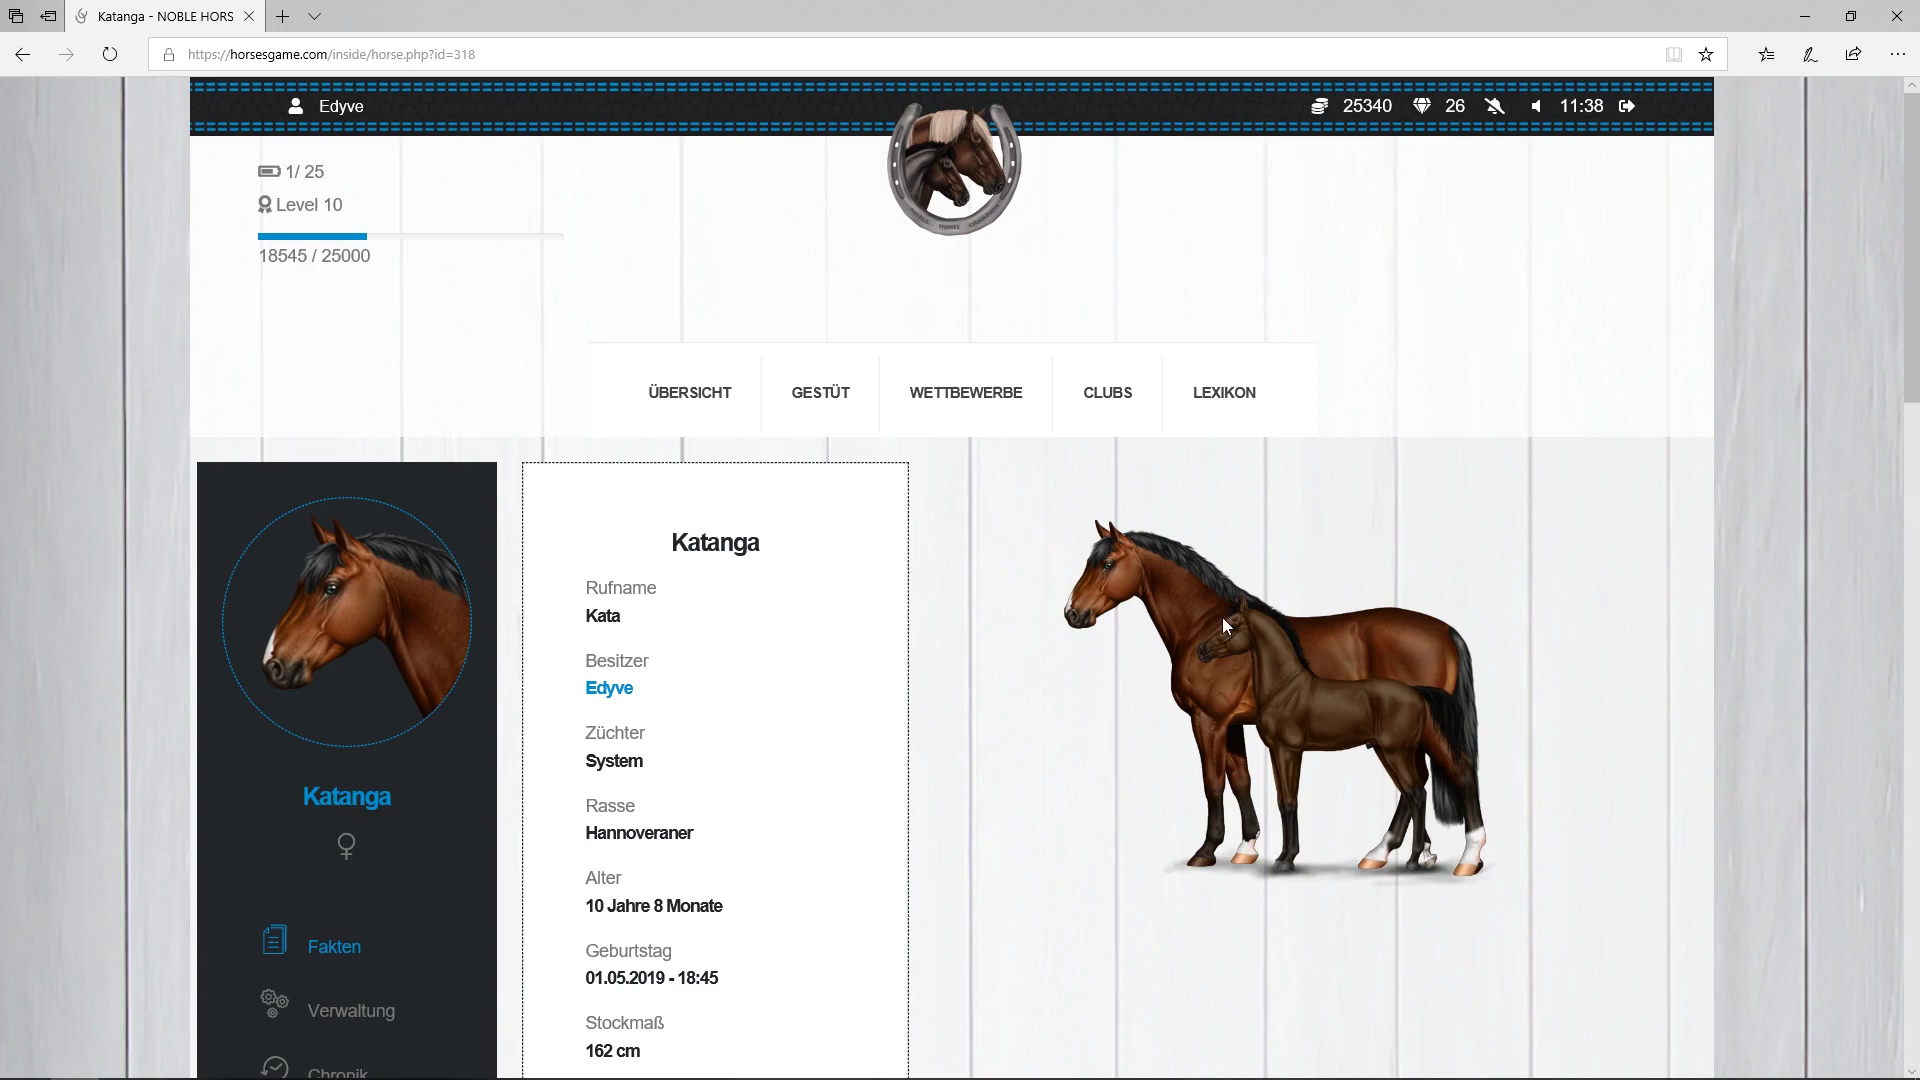 Katanga - NOBLE HORS
https://horsesgame.com/inside/horse.php?id=318
Edyve
25340
26
11:38
1/ 25
Level 10
18545 / 25000
ÜBERSICHT
GESTÜT
WETTBEWERBE
CLUBS
LEXIKON
Katanga
Fakten
Verwaltung
Chronik
Katanga
Rufname
Kata
Besitzer
Edyve
Züchter
System
Rasse
Hannoveraner
Alter
10 Jahre 8 Monate
Geburtstag
01.05.2019 - 18:45
Stockmaß
162 cm